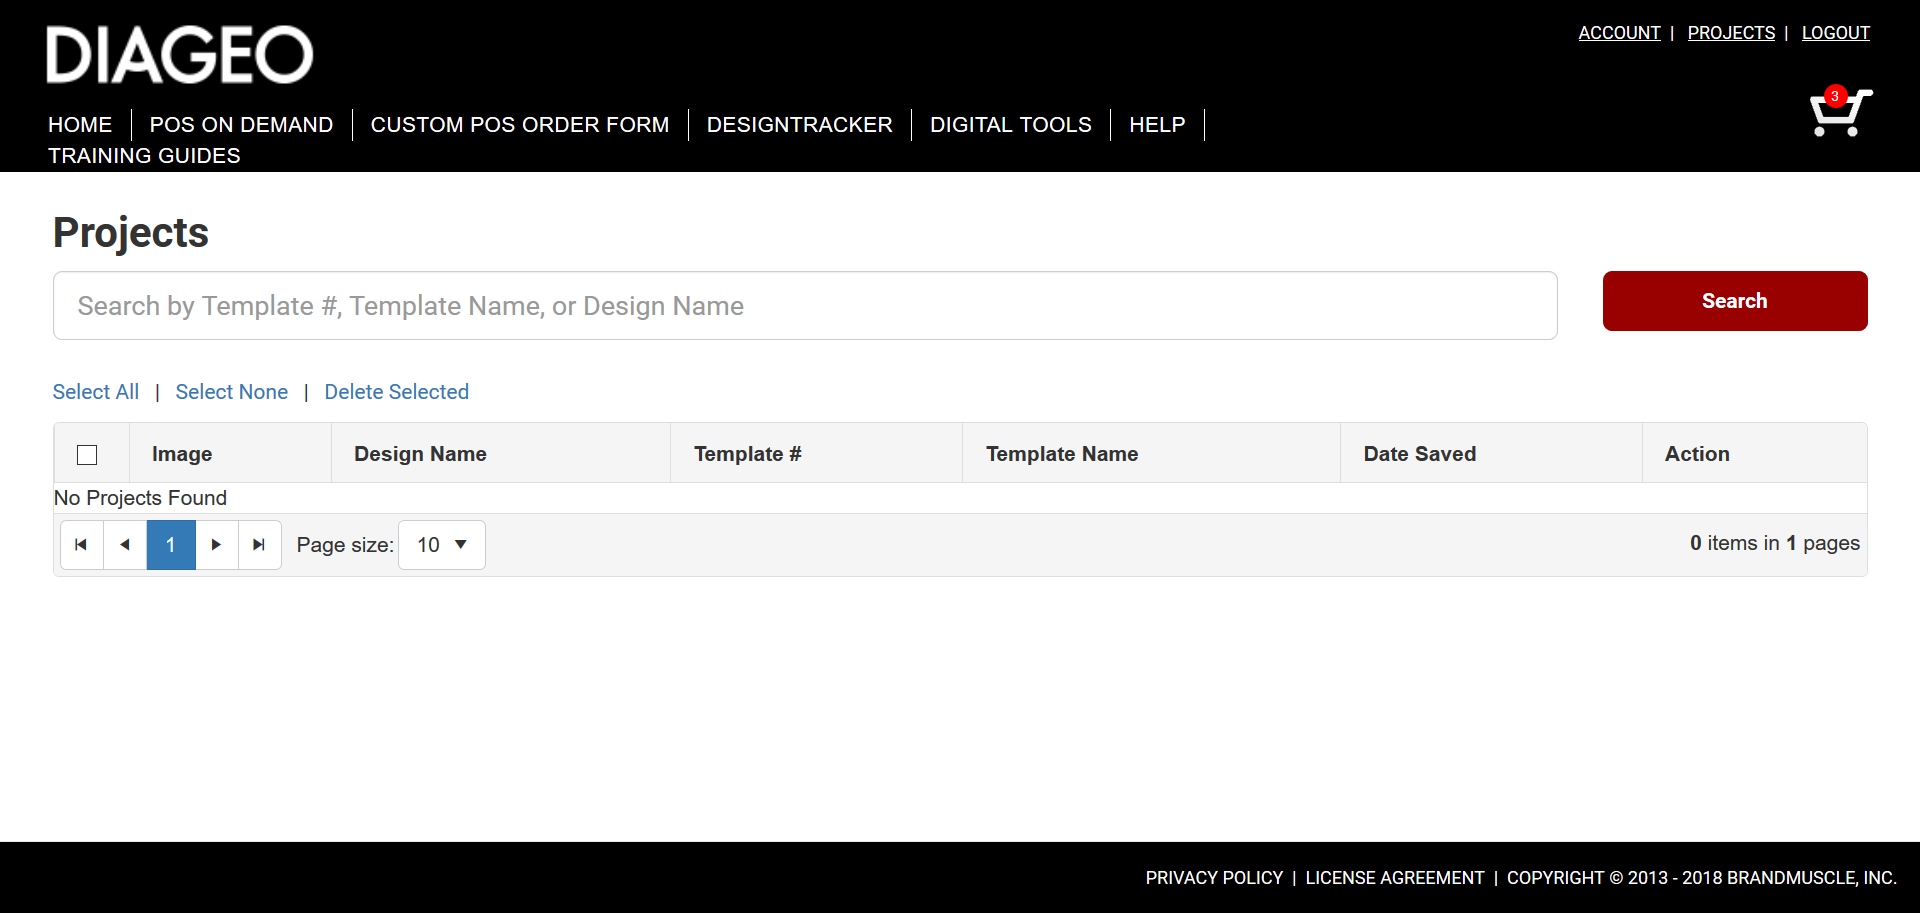 DIAGEO
ACCOUNT | PROJECTS | LOGOUT
3
HOME | POS ON DEMAND | CUSTOM POS ORDER FORM | DESIGNTRACKER | DIGITAL TOOLS | HELP |
TRAINING GUIDES
Projects
Search by Template #, Template Name, or Design Name
Search
Select All | Select None | Delete Selected
Image Design Name Template # Template Name Date Saved Action
No Projects Found
1 Page size: 10 0 items in 1 pages
PRIVACY POLICY | LICENSE AGREEMENT | COPYRIGHT © 2013 - 2018 BRANDMUSCLE, INC.